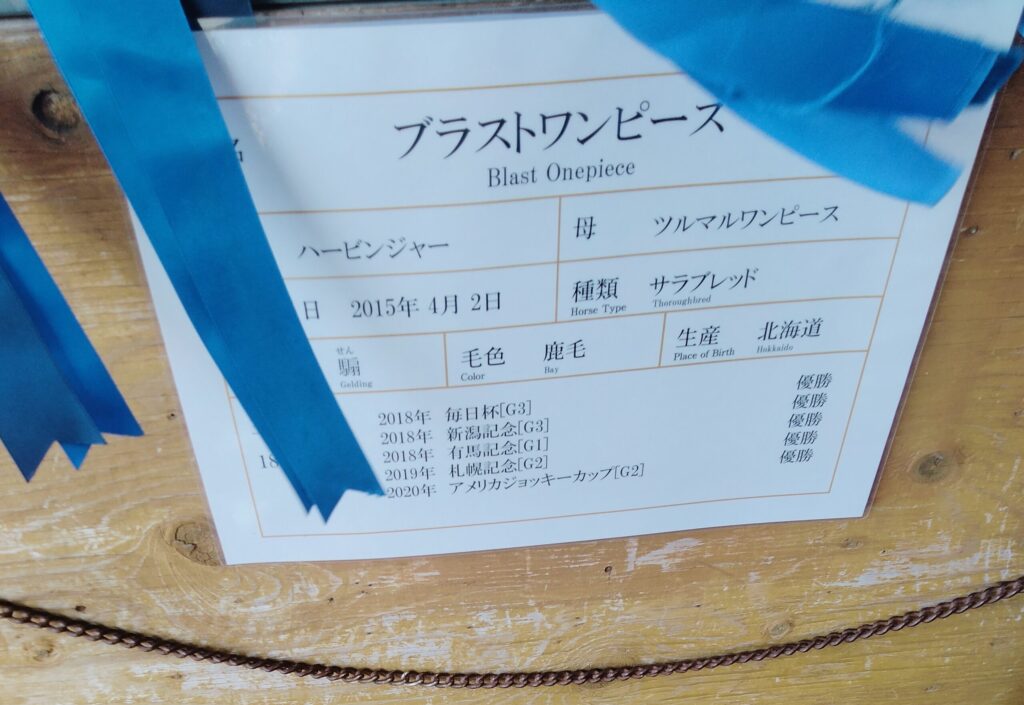 名 ブラストワンピース
Blast Onepiece
ハービンジャー 母 ツルマルワンピース
日 2015年 4月 2日 種類 サラブレッド
Horse Type Thoroughbred
せん
騸 毛色 鹿毛 生産 北海道
Gelding Color Bay Place of Birth Hokkaido
2018年 毎日杯[G3] 優勝
2018年 新潟記念[G3] 優勝
2018年 有馬記念[G1] 優勝
18 2019年 札幌記念[G2] 優勝
2020年 アメリカジョッキーカップ[G2] 優勝